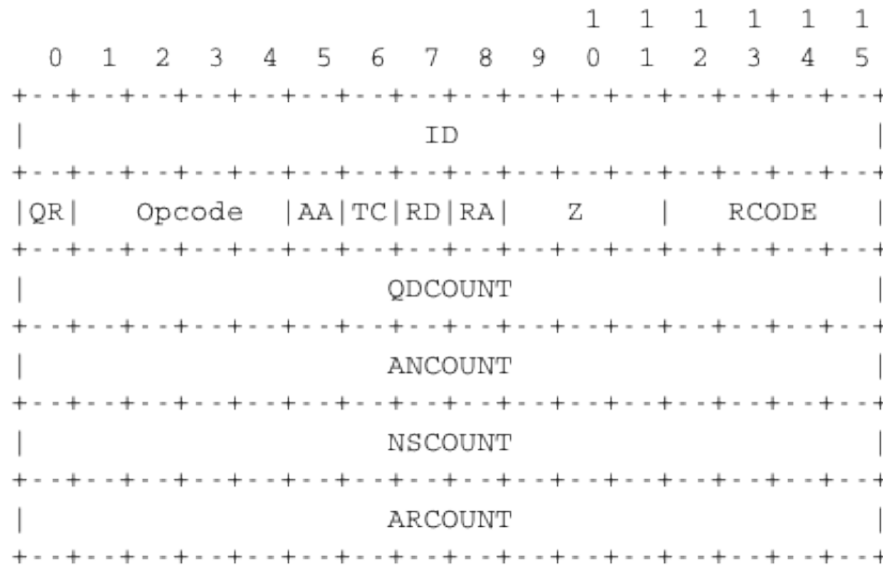 1  1  1  1  1  1
  0  1  2  3  4  5  6  7  8  9  0  1  2  3  4  5
+--+--+--+--+--+--+--+--+--+--+--+--+--+--+--+--+
|                      ID                       |
+--+--+--+--+--+--+--+--+--+--+--+--+--+--+--+--+
|QR|   Opcode  |AA|TC|RD|RA|   Z    |   RCODE   |
+--+--+--+--+--+--+--+--+--+--+--+--+--+--+--+--+
|                    QDCOUNT                    |
+--+--+--+--+--+--+--+--+--+--+--+--+--+--+--+--+
|                    ANCOUNT                    |
+--+--+--+--+--+--+--+--+--+--+--+--+--+--+--+--+
|                    NSCOUNT                    |
+--+--+--+--+--+--+--+--+--+--+--+--+--+--+--+--+
|                    ARCOUNT                    |
+--+--+--+--+--+--+--+--+--+--+--+--+--+--+--+--+